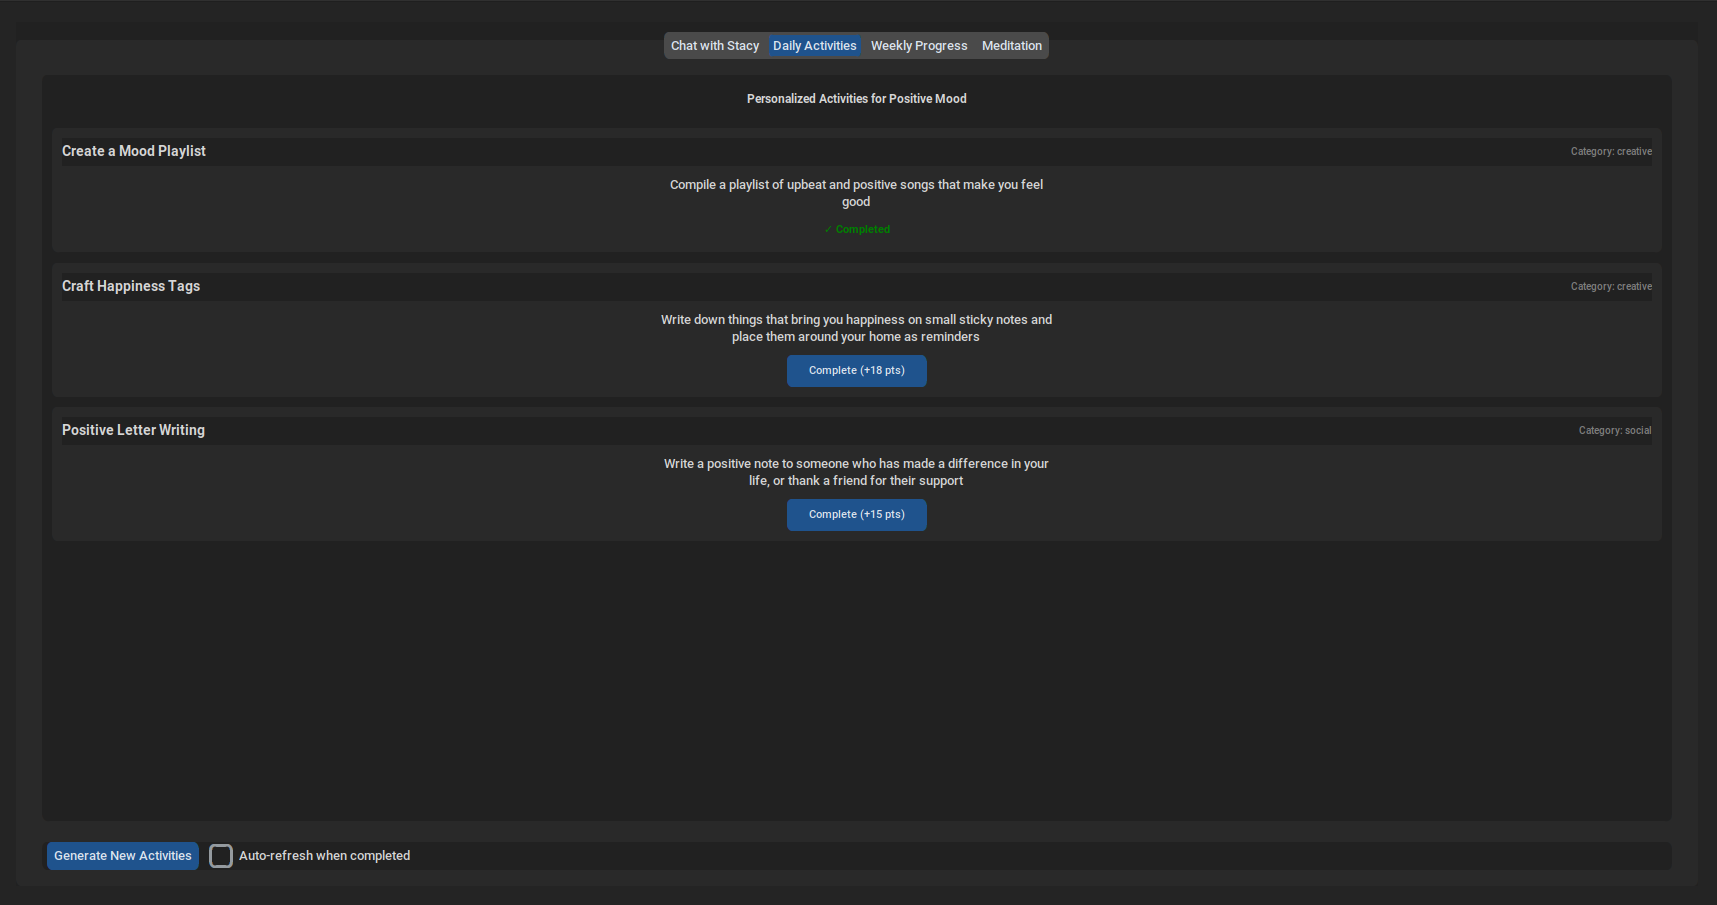 Chat with Stacy Daily Activities Weekly Progress Meditation
Personalized Activities for Positive Mood
Create a Mood Playlist Category: creative
Compile a playlist of upbeat and positive songs that make you feel
good
✓ Completed
Craft Happiness Tags Category: creative
Write down things that bring you happiness on small sticky notes and
place them around your home as reminders
Complete (+18 pts)
Positive Letter Writing Category: social
Write a positive note to someone who has made a difference in your
life, or thank a friend for their support
Complete (+15 pts)
Generate New Activities Auto-refresh when completed